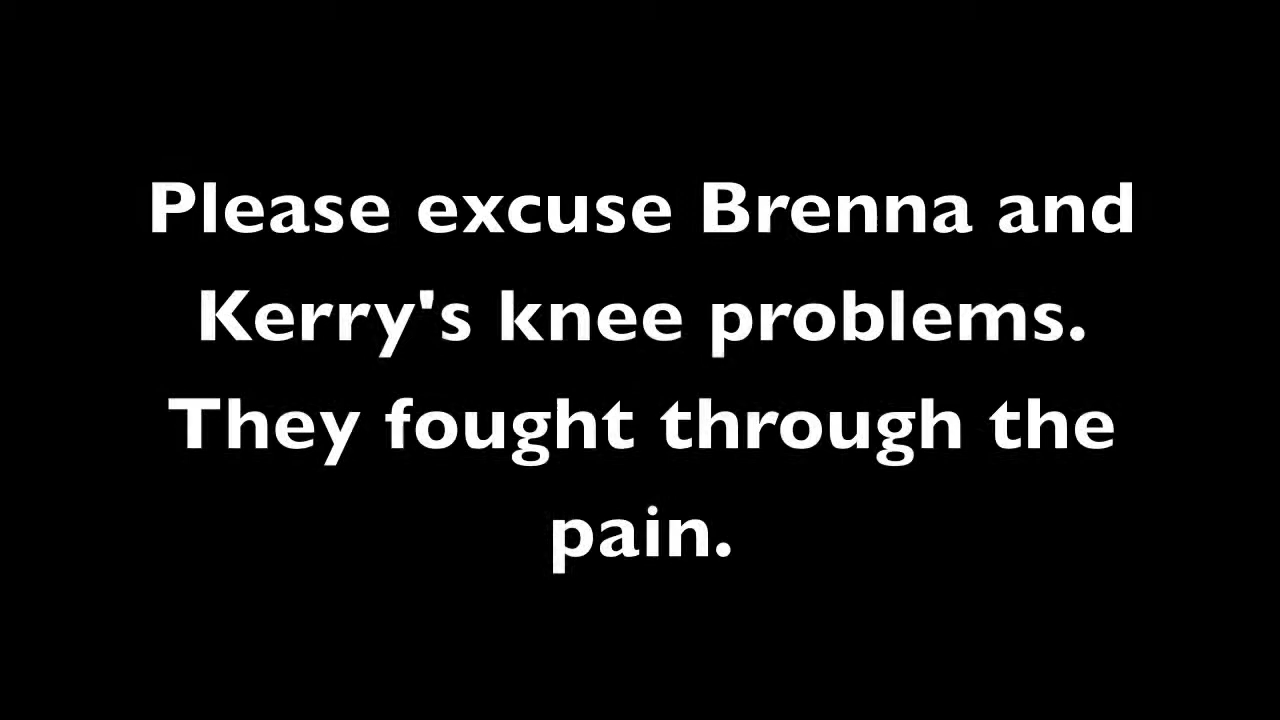 Please excuse Brenna and
Kerry's knee problems.
They fought through the
pain.